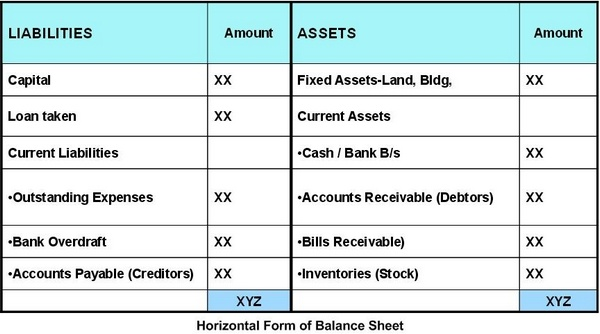 LIABILITIES Amount ASSETS Amount
Capital XX Fixed Assets-Land, Bldg, XX
Loan taken XX Current Assets
Current Liabilities •Cash / Bank B/s XX
•Outstanding Expenses XX •Accounts Receivable (Debtors) XX
•Bank Overdraft XX •Bills Receivable) XX
•Accounts Payable (Creditors) XX •Inventories (Stock) XX
XYZ XYZ
Horizontal Form of Balance Sheet